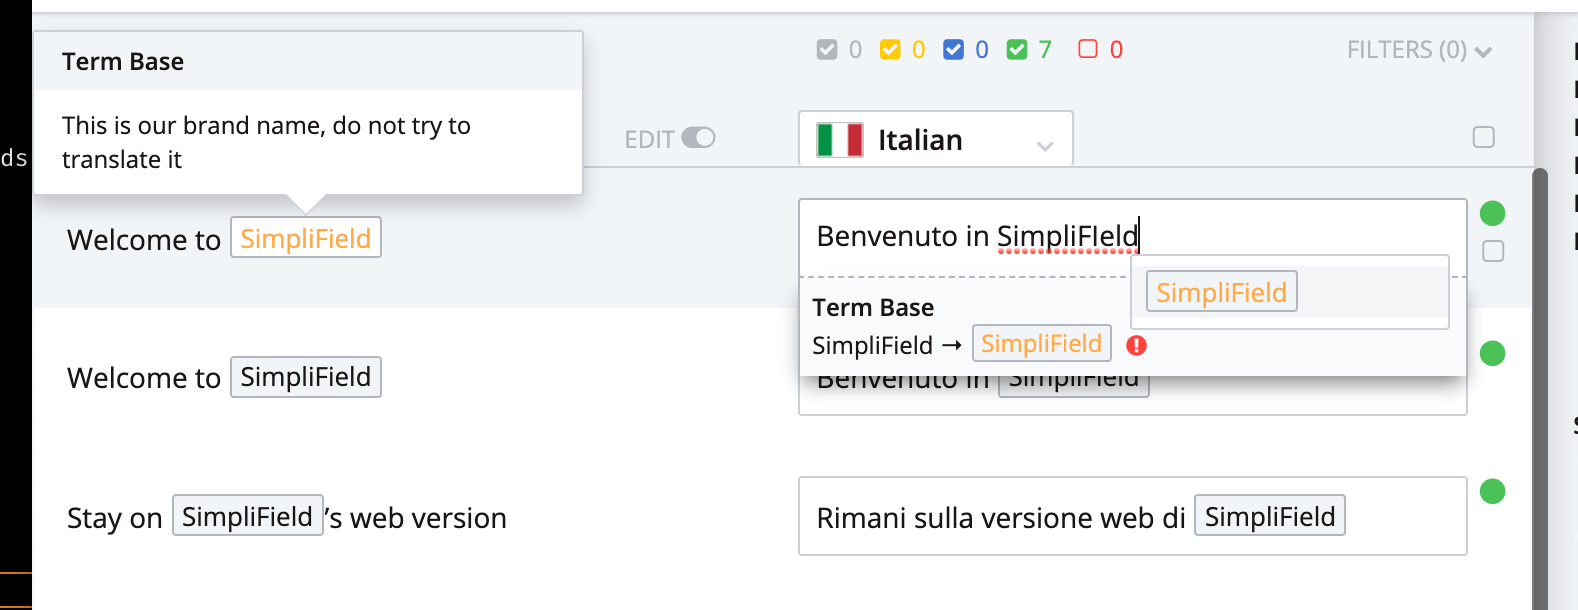 Term Base
This is our brand name, do not try to
translate it
ds
0 0 0 7 0
FILTERS (0)
EDIT
Italian
Welcome to SimpliField
Benvenuto in SimpliFIeld
SimpliField
Term Base
SimpliField → SimpliField
Welcome to SimpliField
Benvenuto in SimpliField
Stay on SimpliField's web version
Rimani sulla versione web di SimpliField